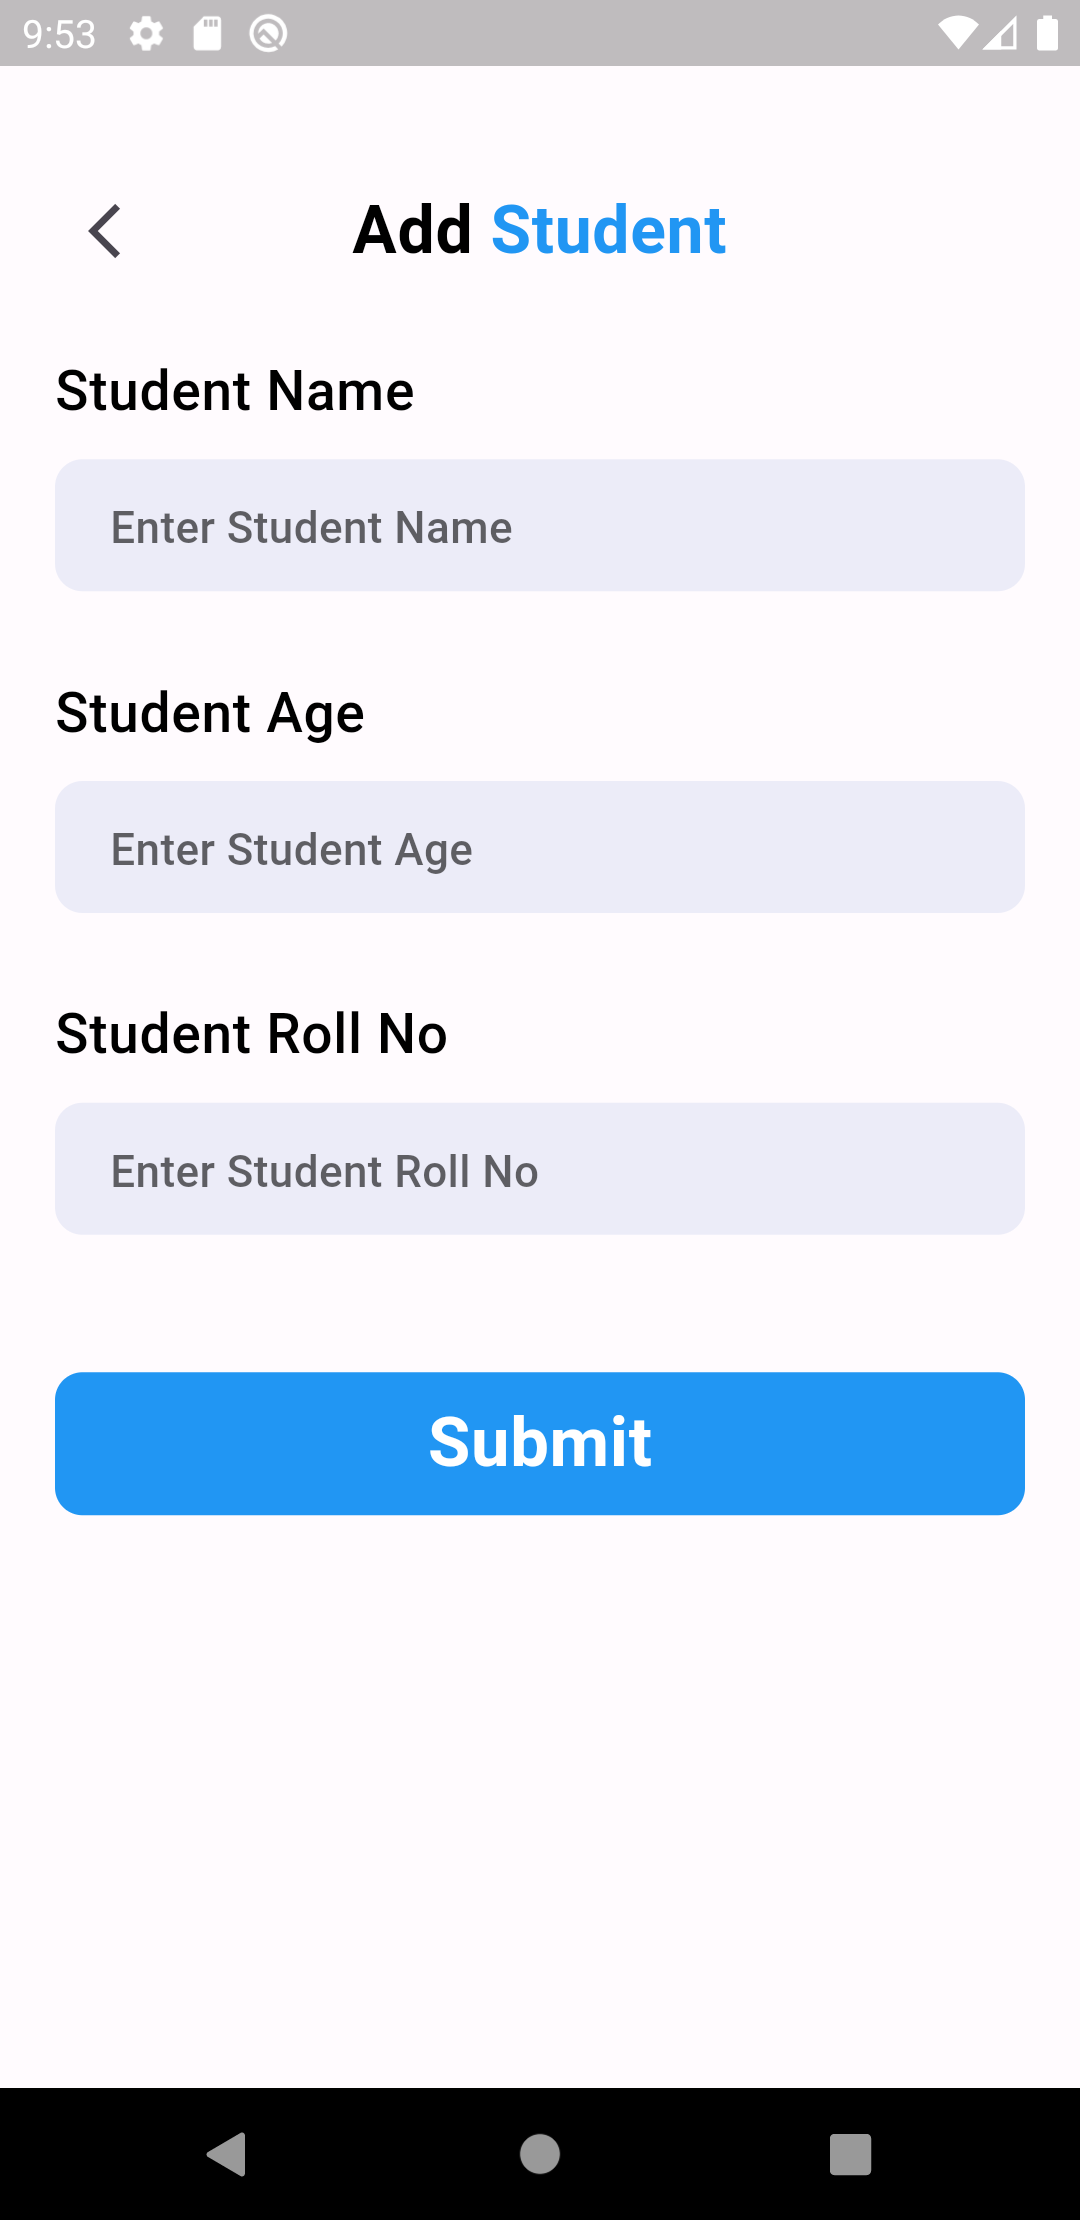 9:53
Add Student
Student Name
Enter Student Name
Student Age
Enter Student Age
Student Roll No
Enter Student Roll No
Submit